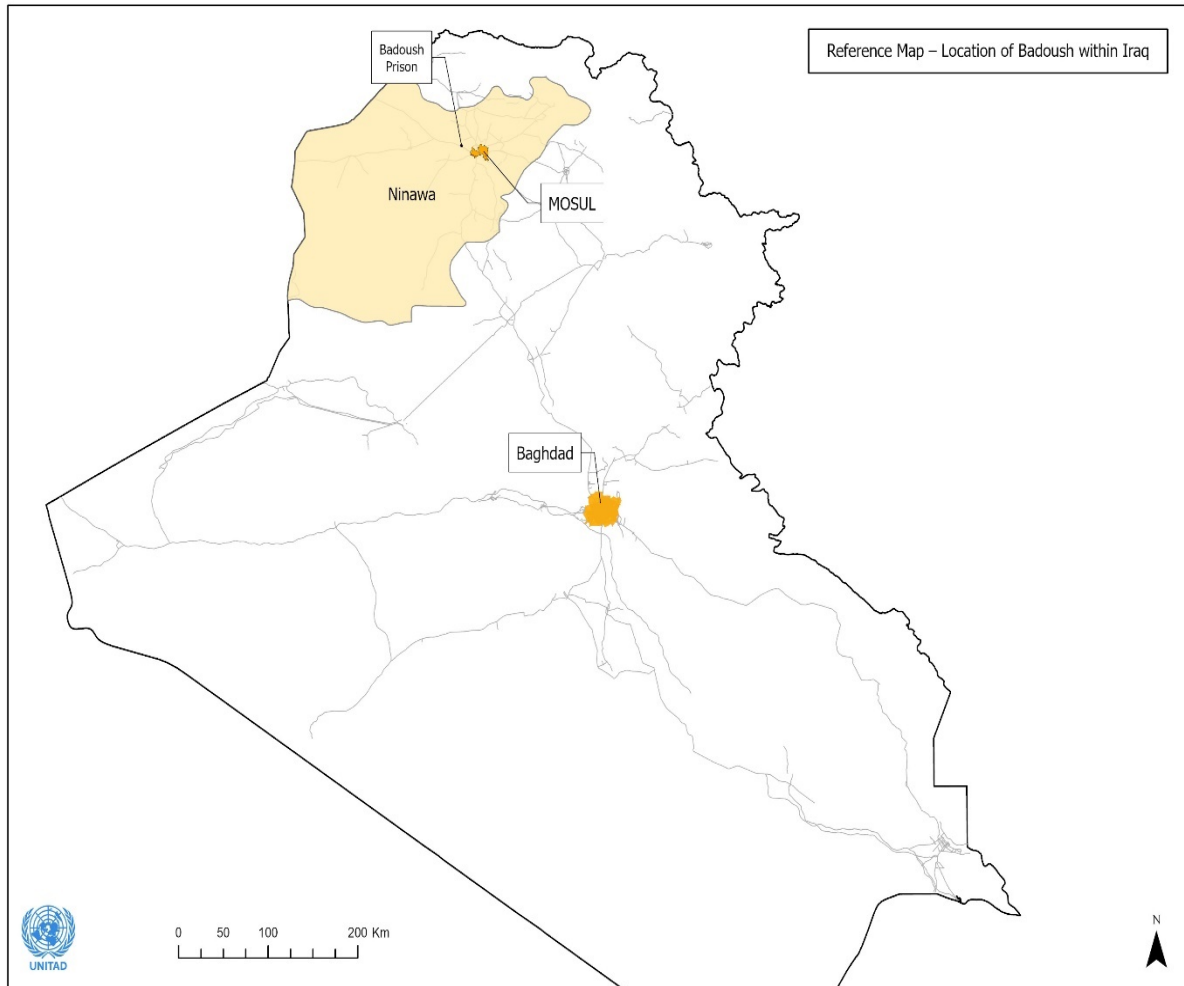 Reference Map – Location of Badoush within Iraq
Badoush
Prison
Ninawa
MOSUL
Baghdad
UNITAD
0 50 100 200 Km
N